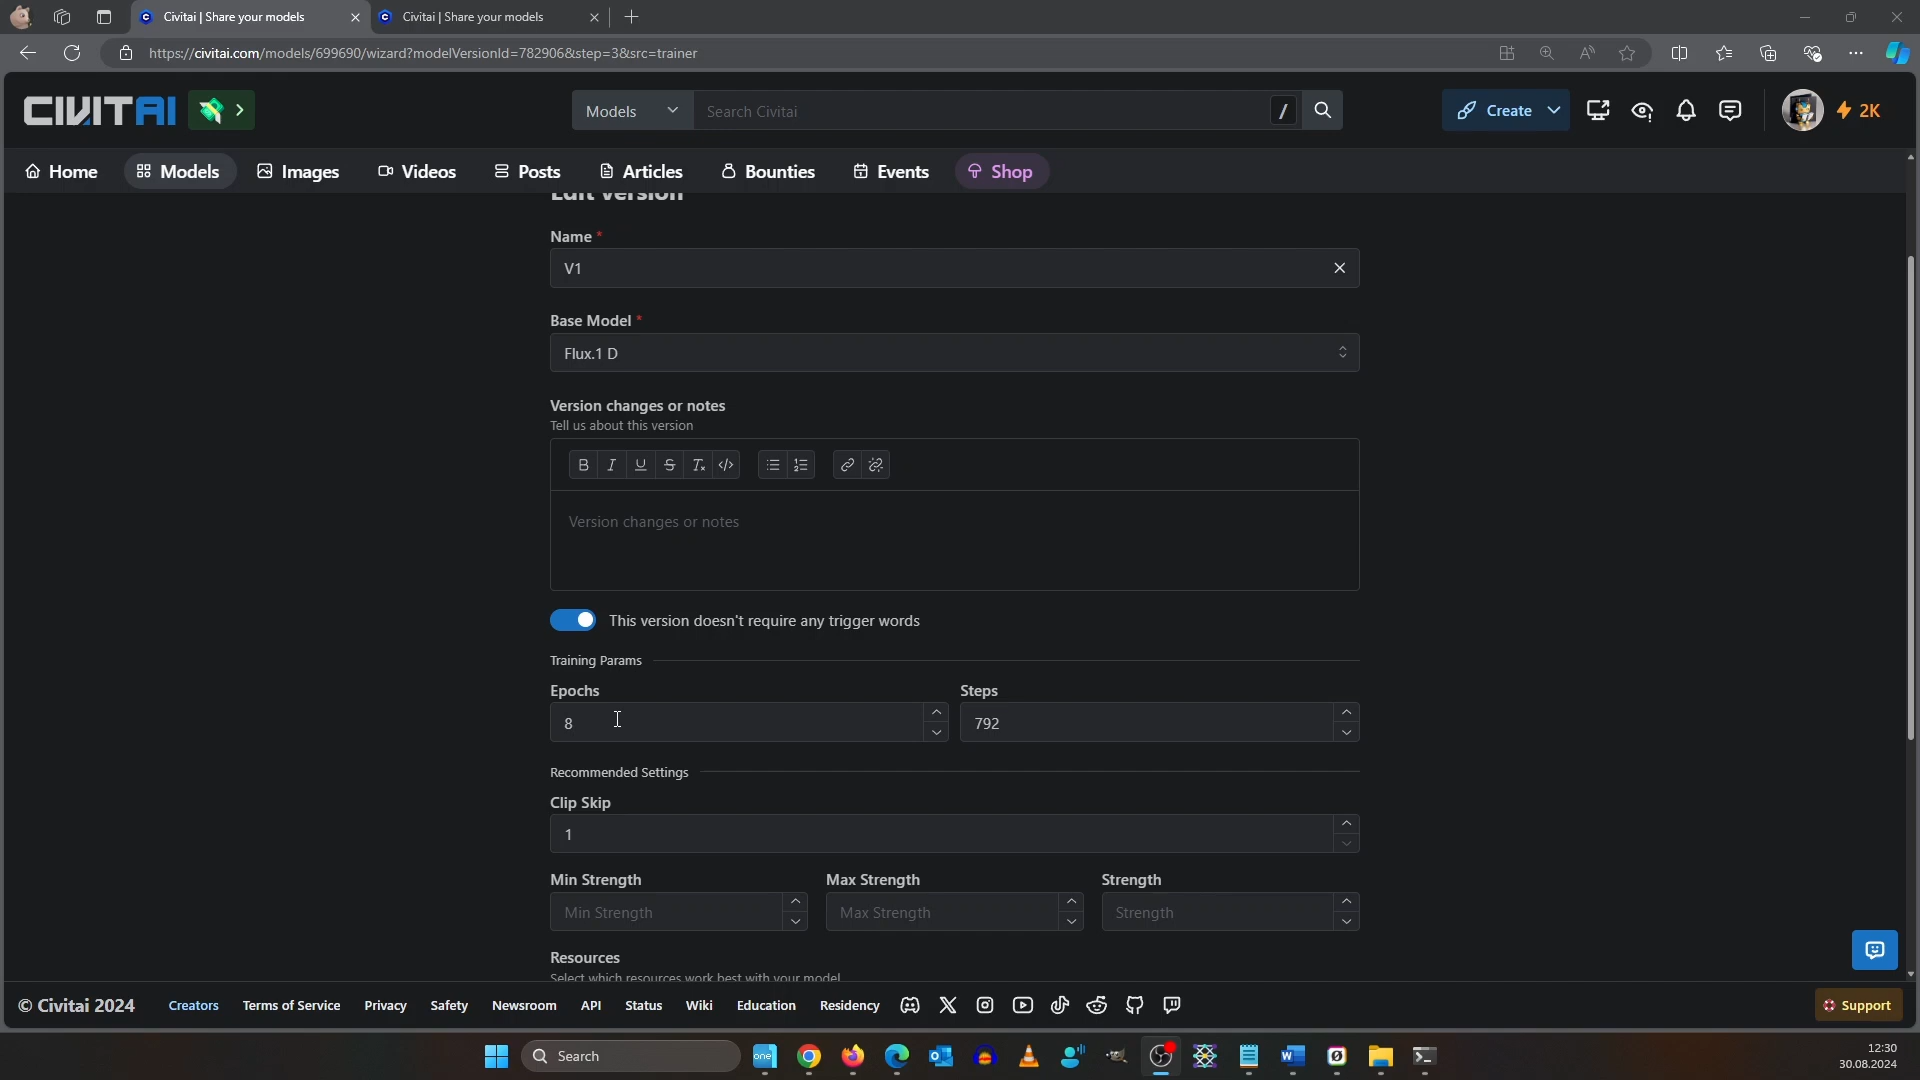 Civitai | Share your models
Civitai | Share your models
https://civitai.com/models/699690/wizard?modelVersionId=782906&step=3&src=trainer
CIVITAI
Models
Search Civitai
/
Create
2K
Home
Models
Images
Videos
Posts
Articles
Bounties
Events
Shop
Edit version
Name *
V1
Base Model *
Flux.1 D
Version changes or notes
Tell us about this version
Version changes or notes
This version doesn't require any trigger words
Training Params
Epochs
Steps
8
792
Recommended Settings
Clip Skip
1
Min Strength
Max Strength
Strength
Min Strength
Max Strength
Strength
Resources
Select which resources work best with your model
© Civitai 2024
Creators
Terms of Service
Privacy
Safety
Newsroom
API
Status
Wiki
Education
Residency
Support
Search
one
12:30
30.08.2024